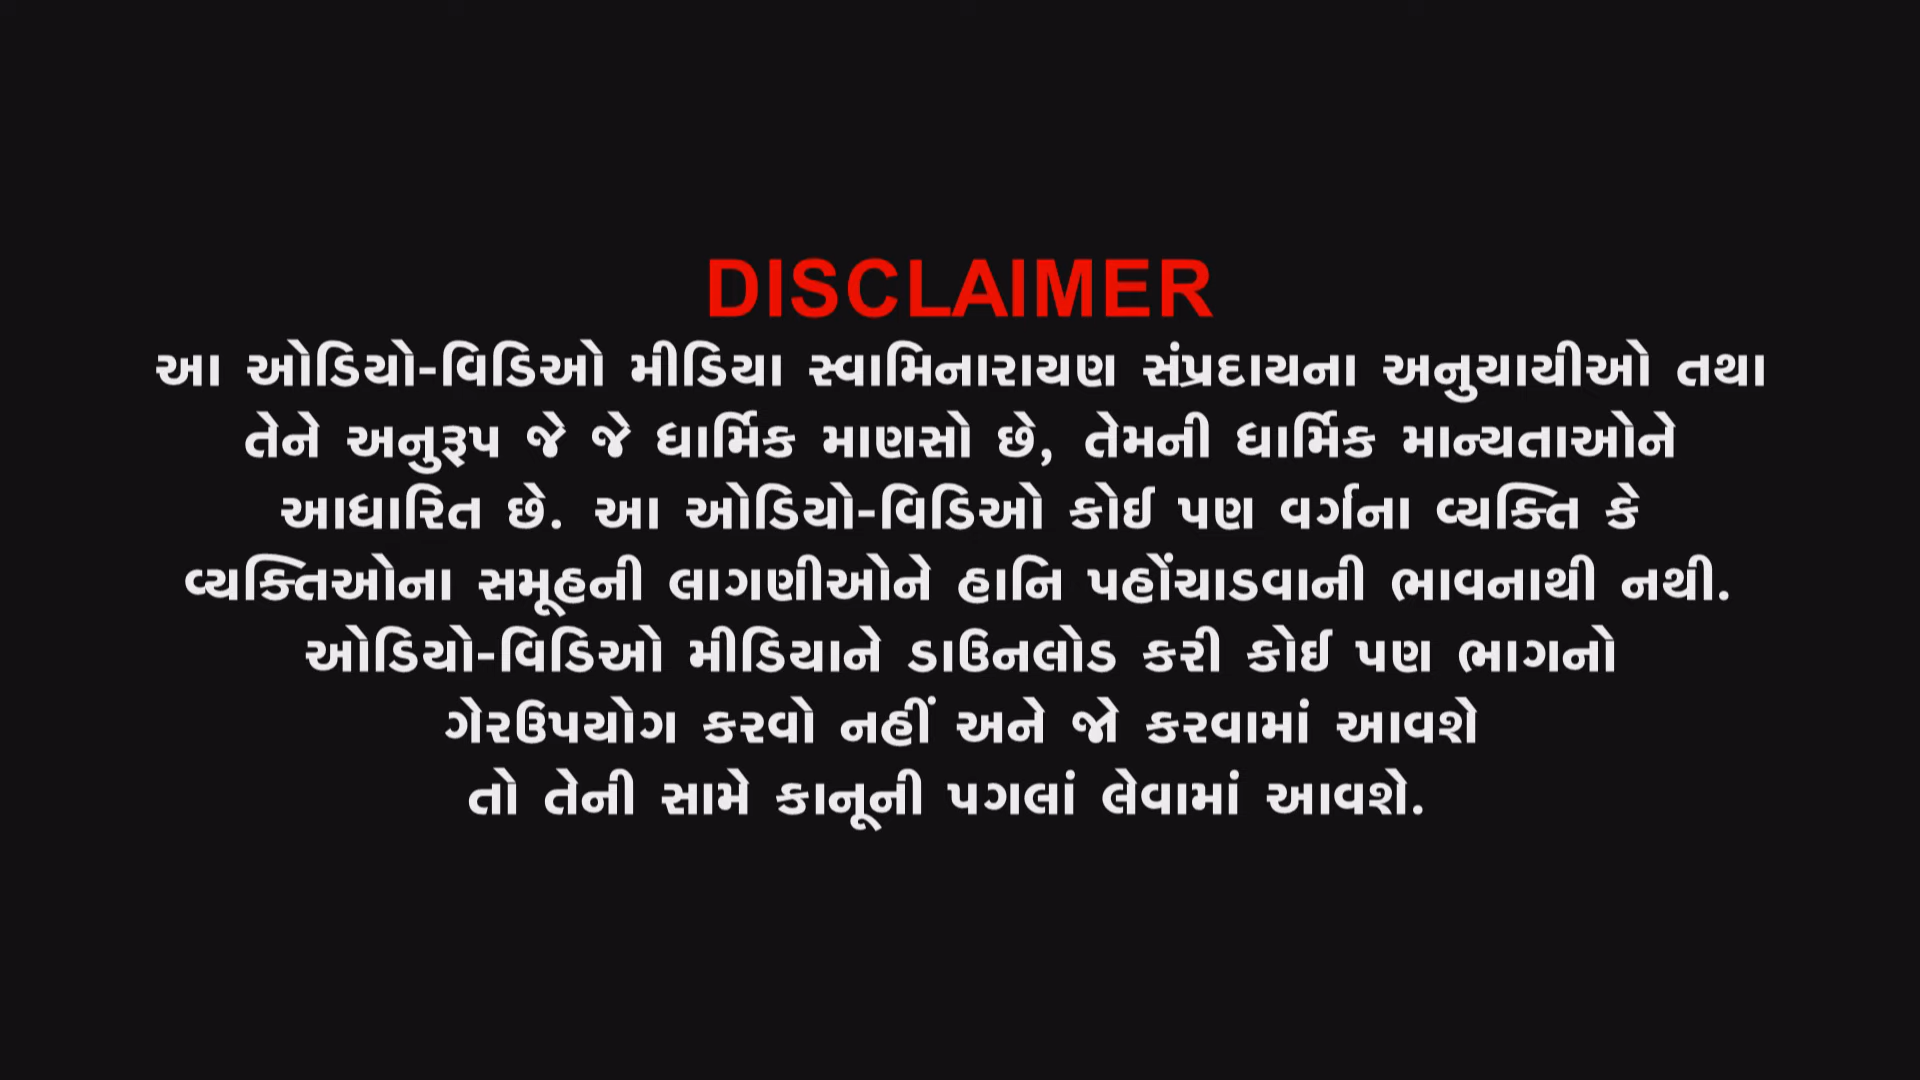 DISCLAIMER
આ ઓડિયો-વિડિઓ મીડિયા સ્વામિનારાયણ સંપ્રદાયના અનુયાયીઓ તથા
તેને અનુરૂપ જે જે ધાર્મિક માણસો છે, તેમની ધાર્મિક માન્યતાઓને
આધારિત છે. આ ઓડિયો-વિડિઓ કોઈ પણ વર્ગના વ્યક્તિ કે
વ્યક્તિઓના સમૂહની લાગણીઓને હાનિ પહોંચાડવાની ભાવનાથી નથી.
ઓડિયો-વિડિઓ મીડિયાને ડાઉનલોડ કરી કોઈ પણ ભાગનો
ગેરઉપયોગ કરવો નહીં અને જો કરવામાં આવશે
તો તેની સામે કાનૂની પગલાં લેવામાં આવશે.